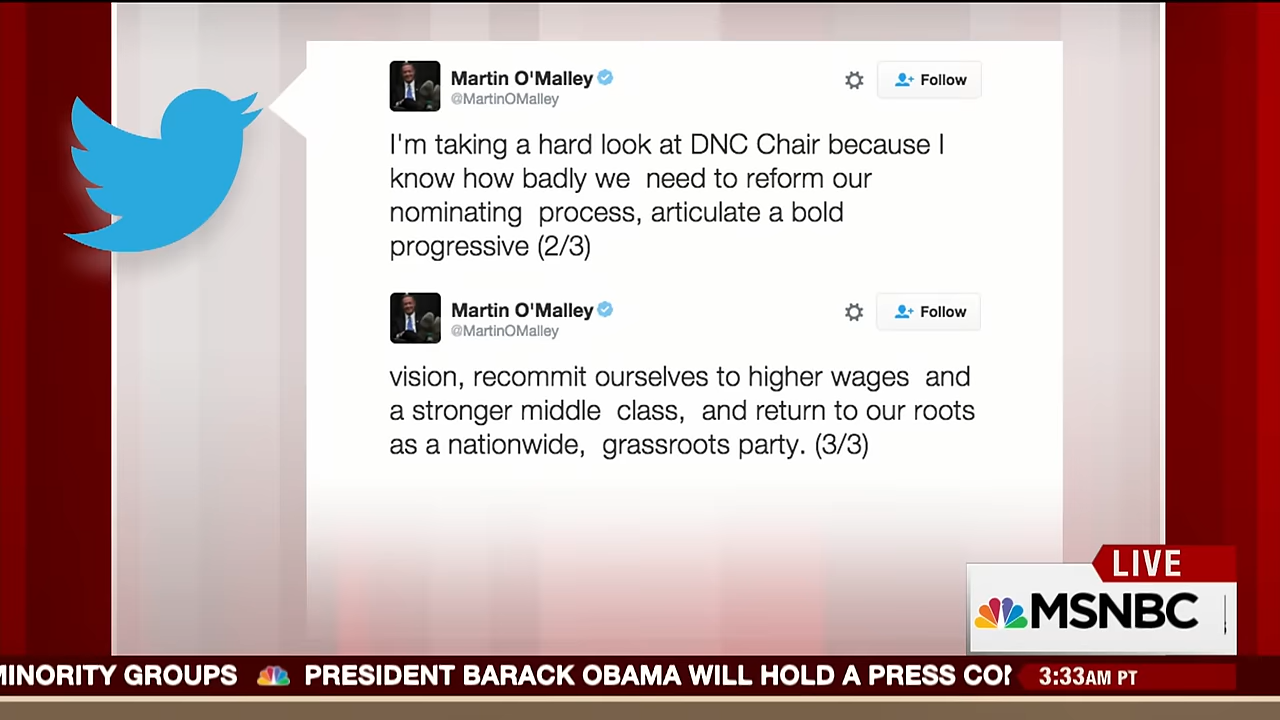 Martin O'Malley
@MartinOMalley
Follow
I'm taking a hard look at DNC Chair because I
know how badly we need to reform our
nominating process, articulate a bold
progressive (2/3)
Martin O'Malley
@MartinOMalley
Follow
vision, recommit ourselves to higher wages and
a stronger middle class, and return to our roots
as a nationwide, grassroots party. (3/3)
LIVE
MSNBC
MINORITY GROUPS PRESIDENT BARACK OBAMA WILL HOLD A PRESS
3:33AM PT